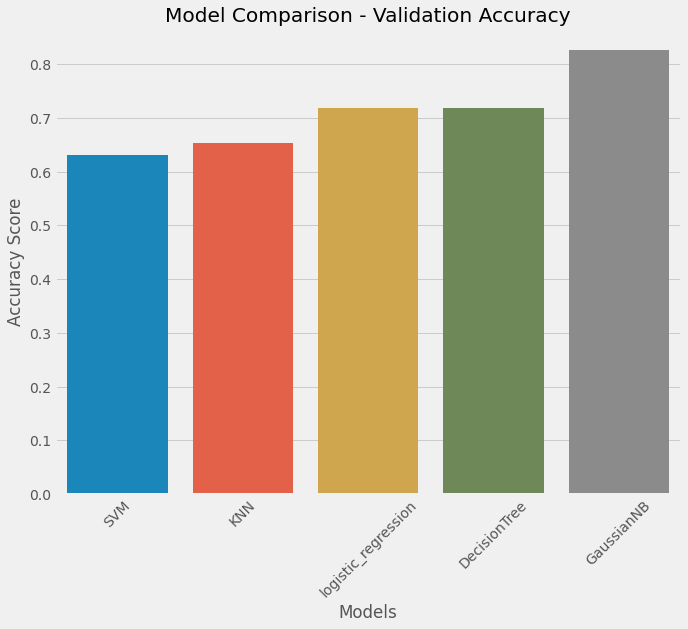 Model Comparison - Validation Accuracy
Accuracy Score
0.8
0.7
0.6
0.5
0.4
0.3
0.2
0.1
0.0
SVM
KNN
logistic_regression
DecisionTree
GaussianNB
Models